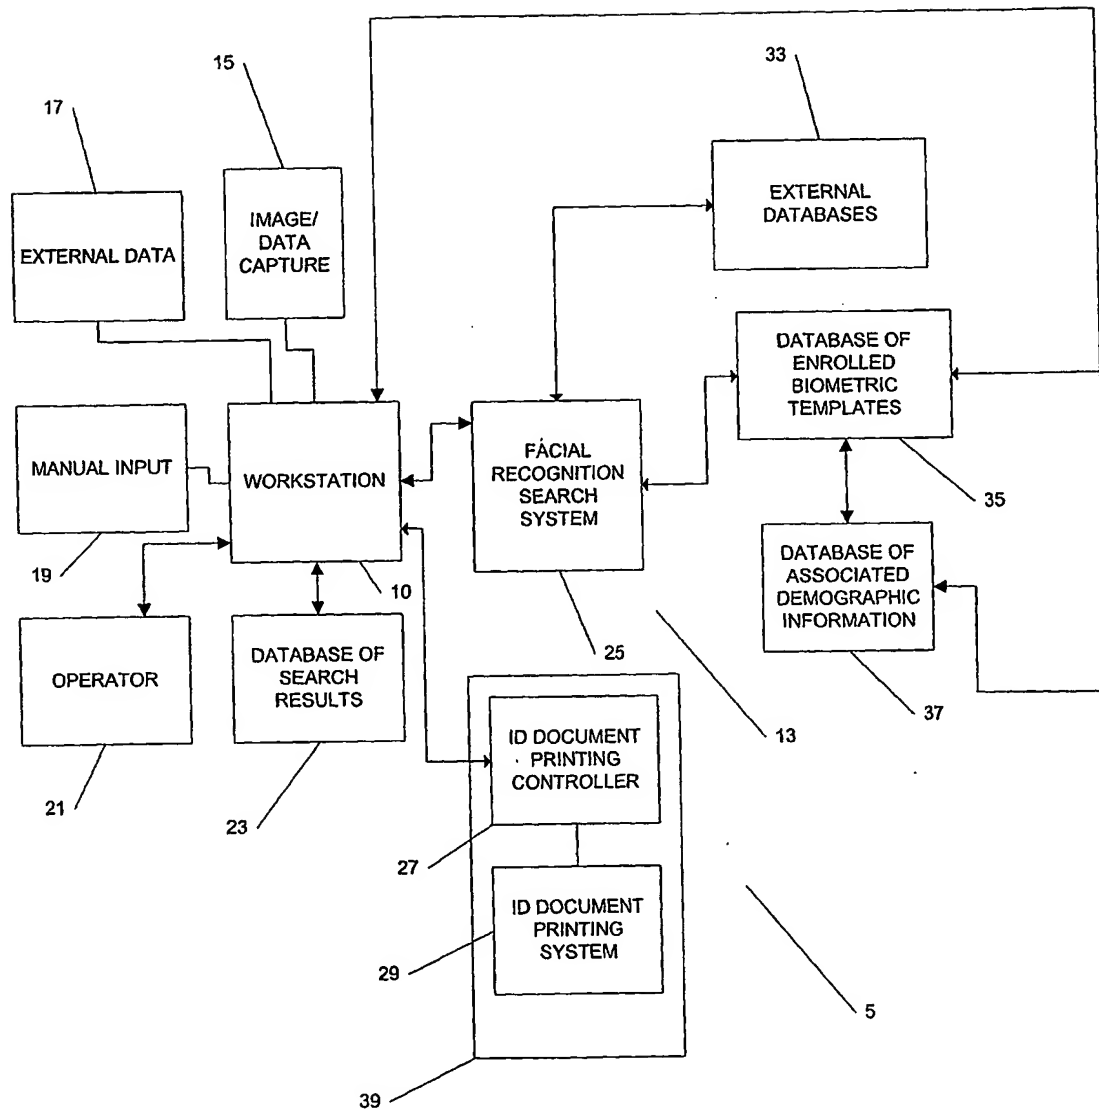 15
33
17
EXTERNAL DATA
IMAGE/
DATA
CAPTURE
EXTERNAL
DATABASES
DATABASE OF
ENROLLED
BIOMETRIC
TEMPLATES
MANUAL INPUT
WORKSTATION
FACIAL
RECOGNITION
SEARCH
SYSTEM
35
19
10
DATABASE OF
ASSOCIATED
DEMOGRAPHIC
INFORMATION
OPERATOR
DATABASE OF
SEARCH
RESULTS
25
37
13
ID DOCUMENT
PRINTING
CONTROLLER
21
23
27
ID DOCUMENT
PRINTING
SYSTEM
29
5
39